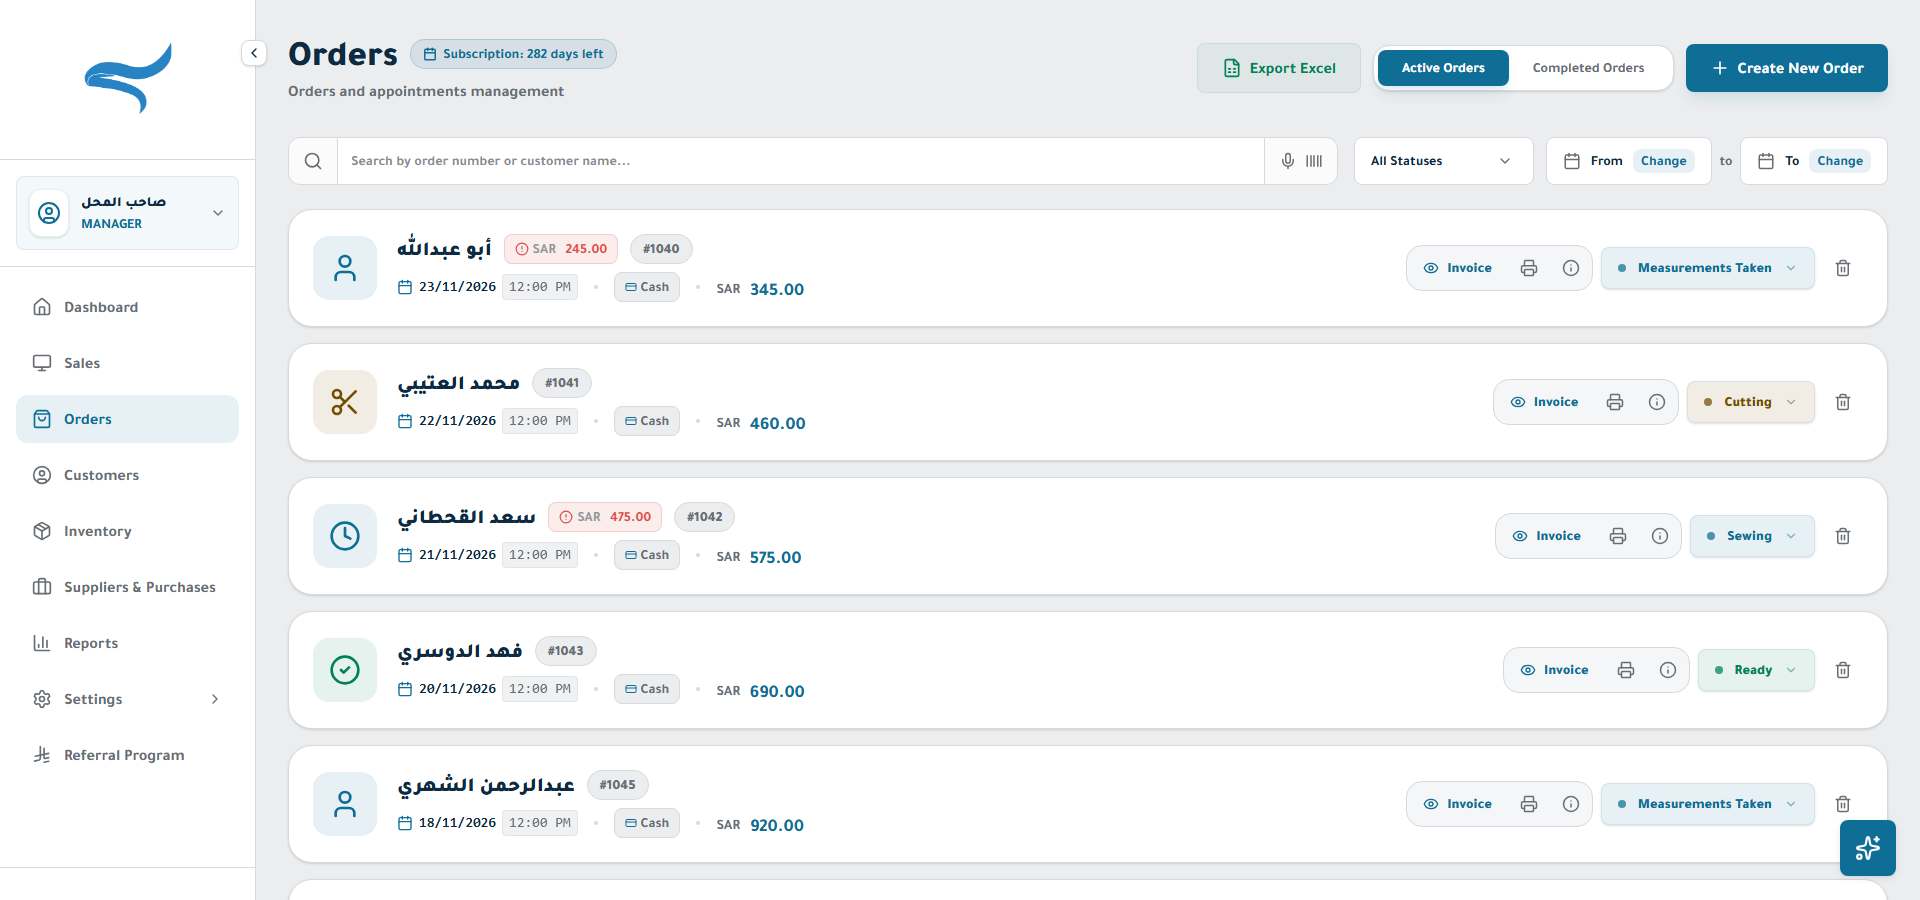 Orders
Subscription: 282 days left
Orders and appointments management
Export Excel
Active Orders
Completed Orders
Create New Order
صاحب المحل
MANAGER
Dashboard
Sales
Orders
Customers
Inventory
Suppliers & Purchases
Reports
Settings
Referral Program
Search by order number or customer name...
All Statuses
From Change
to
To Change
أبو عبدالله SAR 245.00 #1040
23/11/2026 12:00 PM • Cash • SAR 345.00
Invoice
Measurements Taken
محمد العتيبي #1041
22/11/2026 12:00 PM • Cash • SAR 460.00
Invoice
Cutting
سعد القحطاني SAR 475.00 #1042
21/11/2026 12:00 PM • Cash • SAR 575.00
Invoice
Sewing
فهد الدوسري #1043
20/11/2026 12:00 PM • Cash • SAR 690.00
Invoice
Ready
عبدالرحمن الشهري #1045
18/11/2026 12:00 PM • Cash • SAR 920.00
Invoice
Measurements Taken